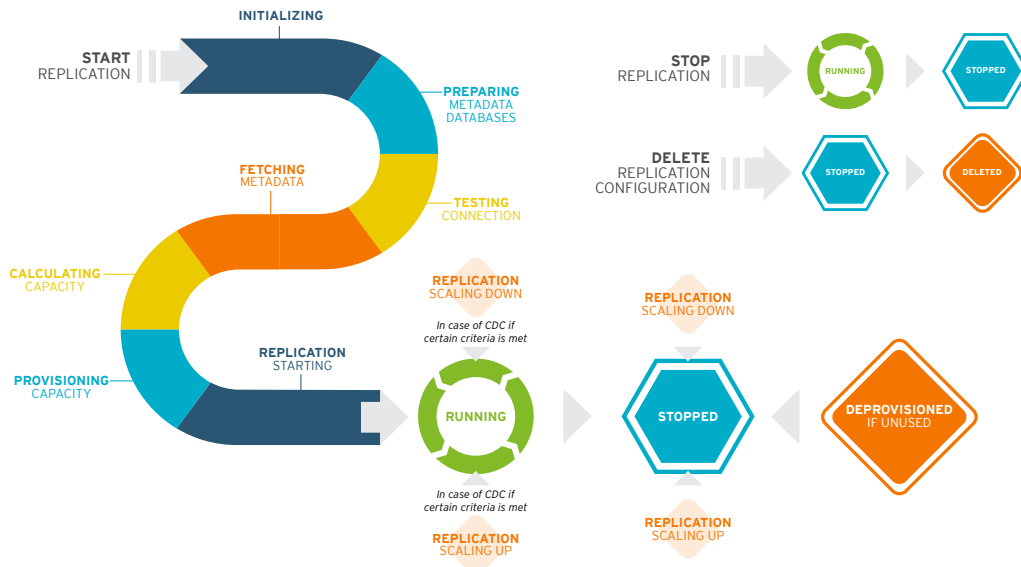 INITIALIZING
START
REPLICATION
PREPARING
METADATA
DATABASES
FETCHING
METADATA
TESTING
CONNECTION
CALCULATING
CAPACITY
PROVISIONING
CAPACITY
REPLICATION
STARTING
STOP
REPLICATION
RUNNING
STOPPED
DELETE
REPLICATION
CONFIGURATION
STOPPED
DELETED
REPLICATION
SCALING DOWN
In case of CDC if
certain criteria is met
RUNNING
In case of CDC if
certain criteria is met
REPLICATION
SCALING UP
REPLICATION
SCALING DOWN
STOPPED
REPLICATION
SCALING UP
DEPROVISIONED
IF UNUSED